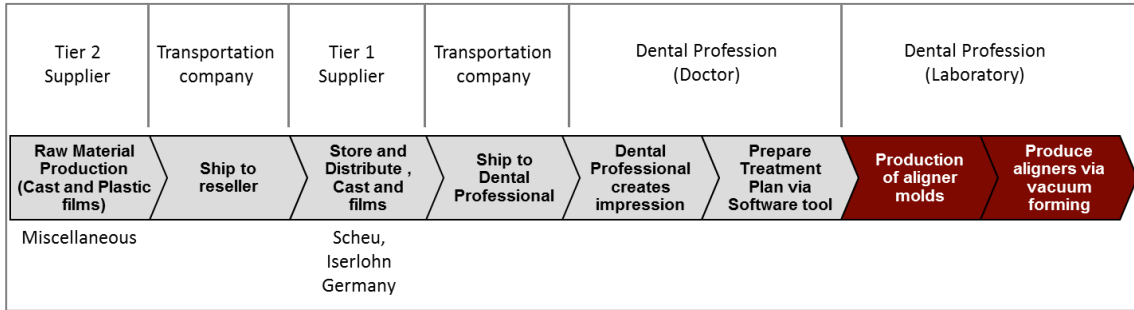 Tier 2
Supplier
Transportation
company
Tier 1
Supplier
Transportation
company
Dental Profession
(Doctor)
Dental Profession
(Laboratory)
Raw Material
Production
(Cast and Plastic
films)
Ship to
reseller
Store and
Distribute ,
Cast and
films
Ship to
Dental
Professional
Dental
Professional
creates
impression
Prepare
Treatment
Plan via
Software tool
Production
of aligner
molds
Produce
aligners via
vacuum
forming
Miscellaneous
Scheu,
Iserlohn
Germany